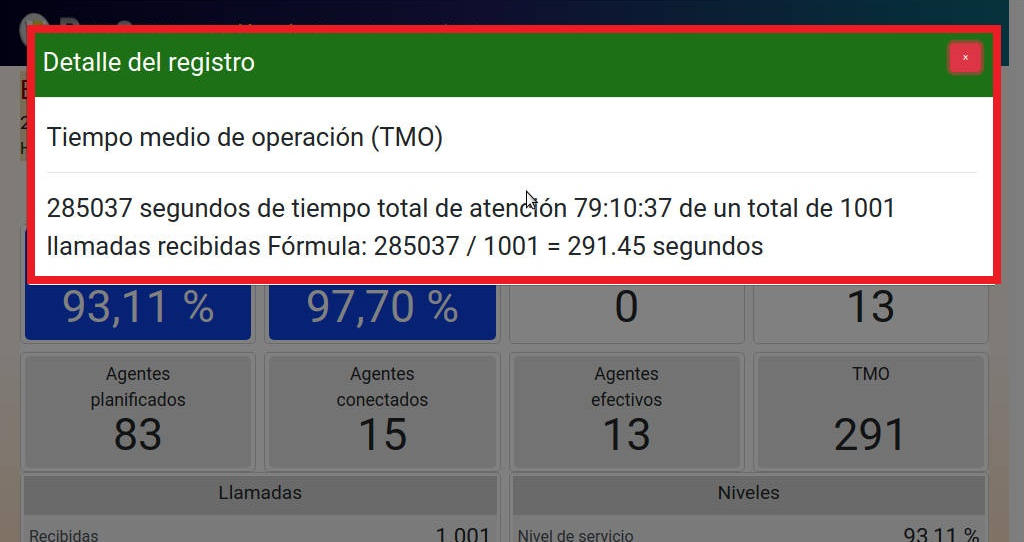 Detalle del registro
x
Tiempo medio de operación (TMO)
285037 segundos de tiempo total de atención 79:10:37 de un total de 1001
llamadas recibidas Fórmula: 285037 / 1001 = 291.45 segundos
93,11 % 97,70 % 0 13
Agentes planificados
83
Agentes conectados
15
Agentes efectivos
13
TMO
291
Llamadas
Niveles
Recibidas 1.001
Nivel de servicio 93,11 %